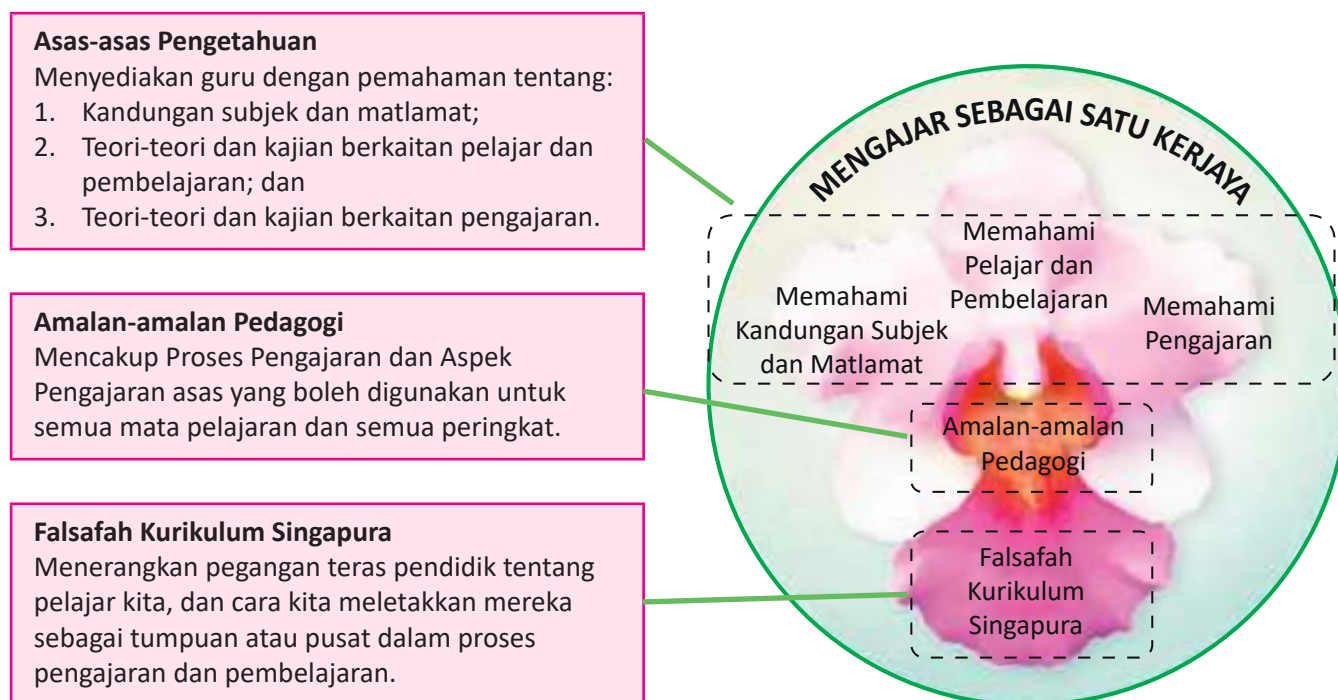 Asas-asas Pengetahuan
Menyediakan guru dengan pemahaman tentang:
1. Kandungan subjek dan matlamat;
2. Teori-teori dan kajian berkaitan pelajar dan
pembelajaran; dan
3. Teori-teori dan kajian berkaitan pengajaran.
Amalan-amalan Pedagogi
Mencakup Proses Pengajaran dan Aspek
Pengajaran asas yang boleh digunakan untuk
semua mata pelajaran dan semua peringkat.
Falsafah Kurikulum Singapura
Menerangkan pegangan teras pendidik tentang
pelajar kita, dan cara kita meletakkan mereka
sebagai tumpuan atau pusat dalam proses
pengajaran dan pembelajaran.
MENGAJAR SEBAGAI SATU KERJAYA
Memahami
Kandungan Subjek
dan Matlamat
Memahami
Pelajar dan
Pembelajaran
Memahami
Pengajaran
Amalan-amalan
Pedagogi
Falsafah
Kurikulum
Singapura